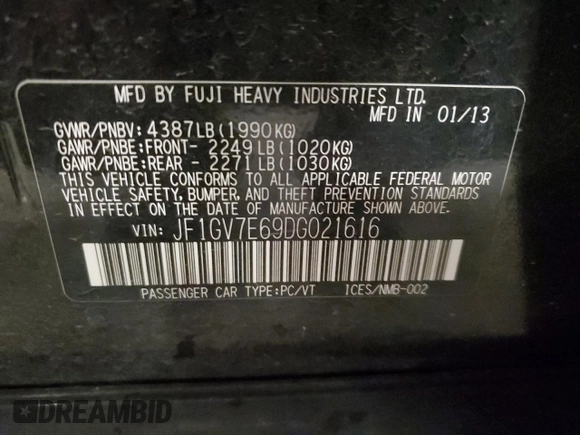 MFD BY FUJI HEAVY INDUSTRIES LTD.
MFD IN 01/13
GVWR/PNBV: 4387LB (1990KG)
GAWR/PNBE:FRONT- 2249LB (1020KG)
GAWR/PNBE:REAR - 2271LB (1030KG)
THIS VEHICLE CONFORMS TO ALL APPLICABLE FEDERAL MOTOR
VEHICLE SAFETY, BUMPER, AND THEFT PREVENTION STANDARDS
IN EFFECT ON THE DATE OF MANUFACTURE SHOWN ABOVE.
VIN: JF1GV7E69DG021616
PASSENGER CAR TYPE:PC/VT ICES/NMB-002
DREAMBID